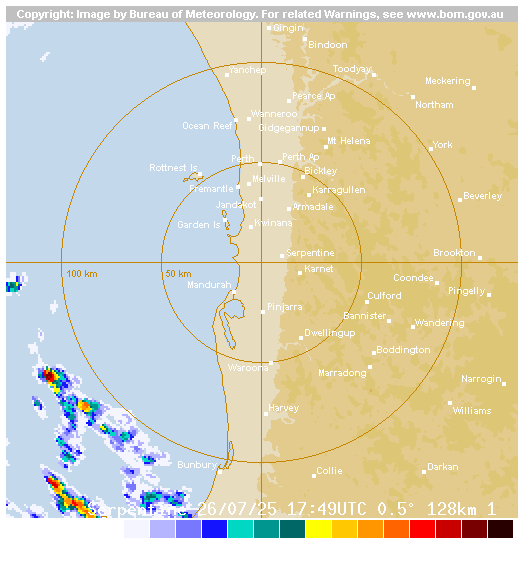 Copyright: Image by Bureau of Meteorology. For related Warnings, see www.bom.gov.au
Gingin
Bindoon
Yanchep
Toodyay
Meckering
Pearce Ap
Northam
Wanneroo
Ocean Reef
Gidgegannup
Mt Helena
York
Perth
Perth Ap
Rottnest Is
Bickley
Melville
Fremantle
Karragullen
Beverley
Jandakot
Armadale
Garden Is
Kwinana
Serpentine
Brookton
100 km
50 km
Karnet
Coondee
Mandurah
Pingelly
Culford
Pinjarra
Bannister
Wandering
Dwellingup
Boddington
Waroona
Marradong
Narrogin
Harvey
Williams
Bunbury
Collie
Darkan
Serpentine 26/07/25 17:49UTC 0.5° 128km 1